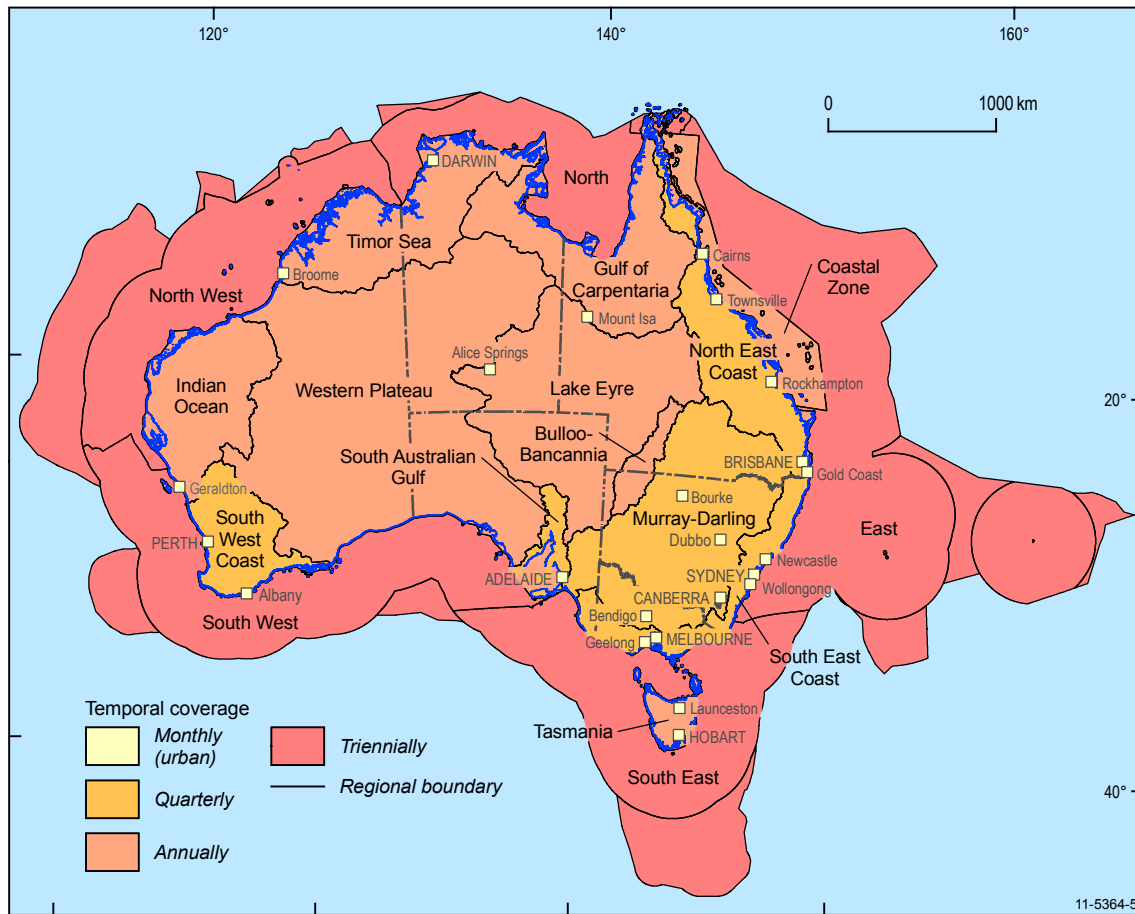 120°
140°
160°
0
1000 km
DARWIN
North
Timor Sea
Cairns
Broome
Gulf of
Carpentaria
Coastal
Zone
North West
Townsville
Mount Isa
Alice Springs
North East
Coast
Rockhampton
Indian
Ocean
Western Plateau
Lake Eyre
20°
Bulloo-
Bancannia
South Australian
Gulf
BRISBANE
Gold Coast
Geraldton
Bourke
South
West
Coast
Murray-Darling
East
PERTH
Dubbo
Newcastle
ADELAIDE
SYDNEY
Wollongong
Albany
CANBERRA
South West
Bendigo
Geelong
MELBOURNE
South East
Coast
Temporal coverage
Monthly
(urban)
Triennially
Quarterly
Regional boundary
Annually
Launceston
Tasmania
HOBART
South East
40°
11-5364-5